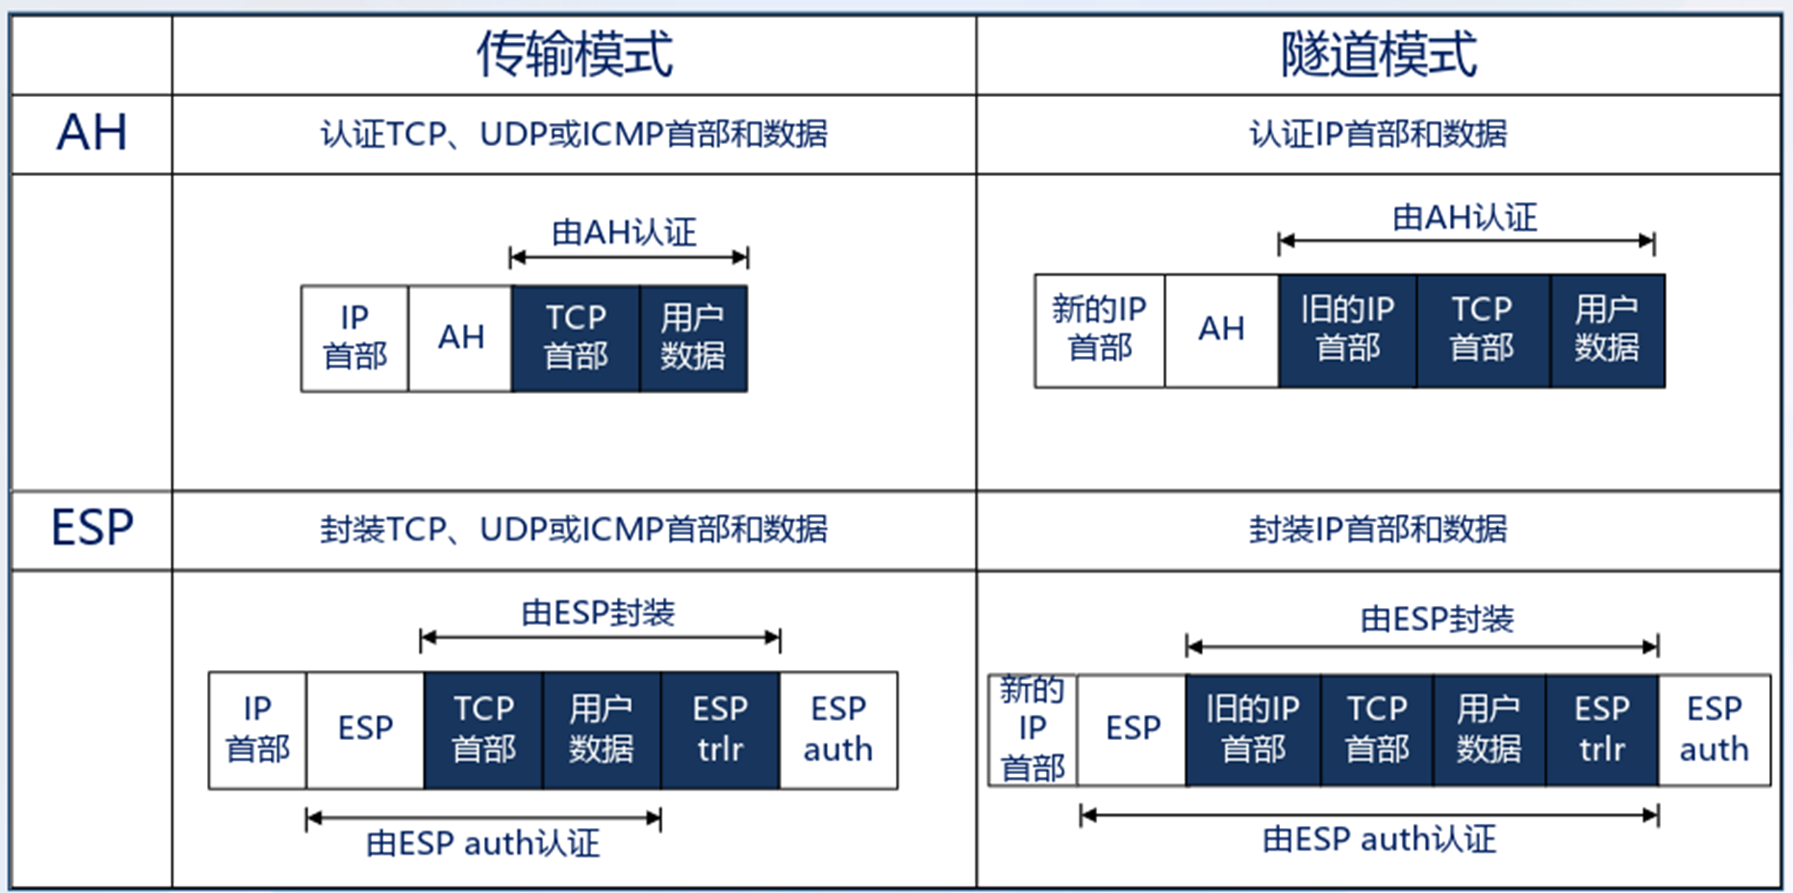 传输模式
隧道模式
AH
认证TCP、UDP或ICMP首部和数据
认证IP首部和数据
由AH认证
IP
首部
AH
TCP
首部
用户
数据
由AH认证
新的IP
首部
AH
旧的IP
首部
TCP
首部
用户
数据
ESP
封装TCP、UDP或ICMP首部和数据
封装IP首部和数据
由ESP封装
IP
首部
ESP
TCP
首部
用户
数据
ESP
trlr
ESP
auth
由ESP auth认证
由ESP封装
新的
IP
首部
ESP
旧的IP
首部
TCP
首部
用户
数据
ESP
trlr
ESP
auth
由ESP auth认证